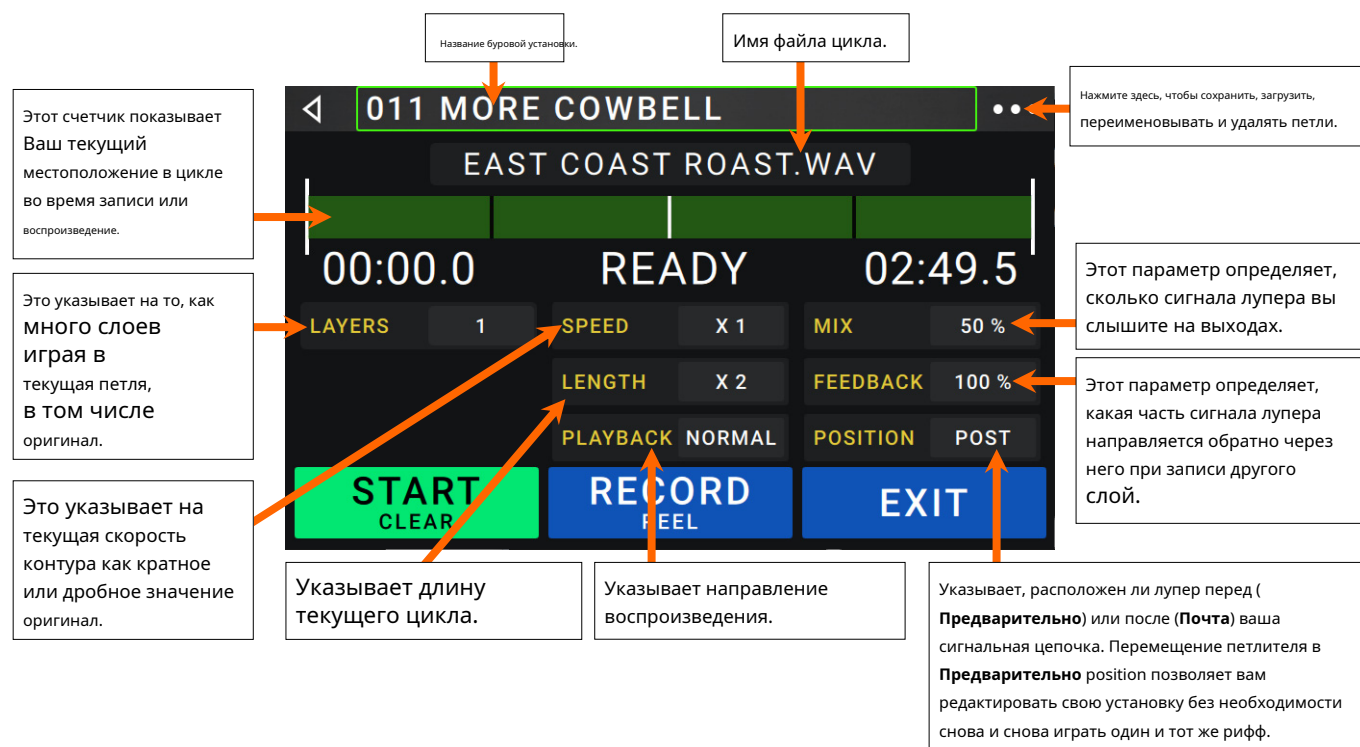 Название буровой установки.
Имя файла цикла.
Нажмите здесь, чтобы сохранить, загрузить,
переименовывать и удалять петли.
Этот счетчик показывает
Ваш текущий
местоположение в цикле
во время записи или
воспроизведение.
011 MORE COWBELL
EAST COAST ROAST.WAV
00:00.0 READY 02:49.5
LAYERS 1 SPEED X 1 MIX 50 %
LENGTH X 2 FEEDBACK 100 %
PLAYBACK NORMAL POSITION POST
START RECORD EXIT
CLEAR
Это указывает на то, как
много слоев
играя в
текущая петля,
в том числе
оригинал.
Этот параметр определяет,
сколько сигнала лупера вы
слышите на выходах.
Этот параметр определяет,
какая часть сигнала лупера
направляется обратно через
него при записи другого
слой.
Это указывает на
текущая скорость
контура как кратное
или дробное значение
оригинал.
Указывает длину
текущего цикла.
Указывает направление
воспроизведения.
Указывает, расположен ли лупер перед (
Предварительно) или после (Почта) ваша
сигнальная цепочка. Перемещение петлителя в
Предварительно position позволяет вам
редактировать свою установку без необходимости
снова и снова играть один и тот же рифф.